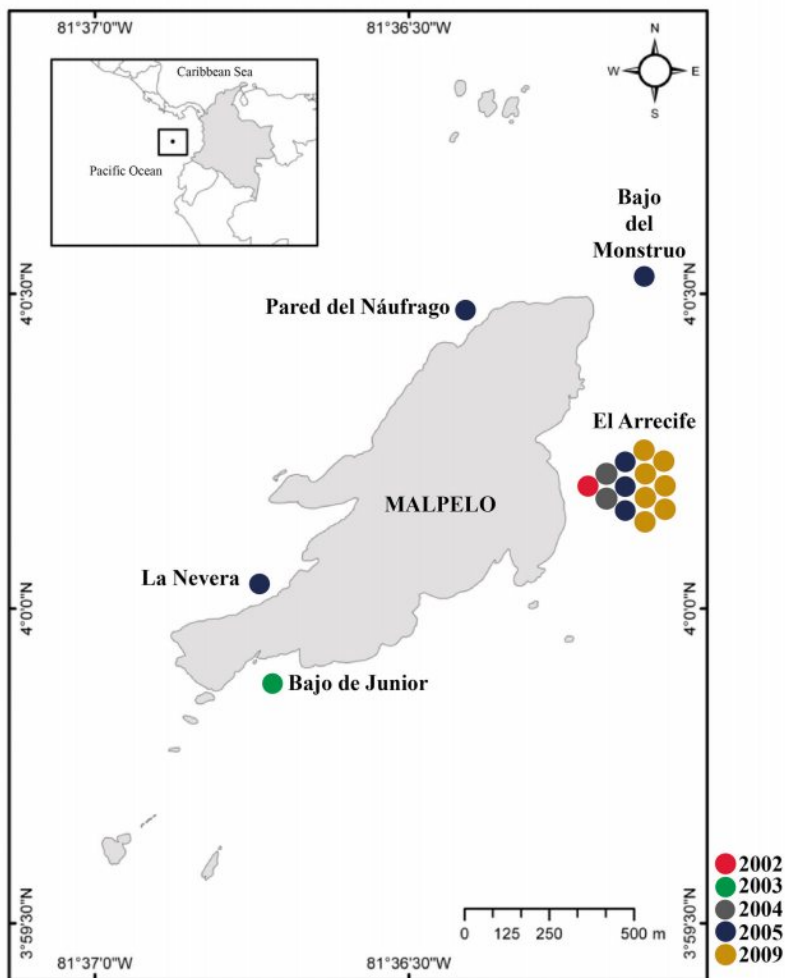 81°37'0"W
81°36'30"W
Caribbean Sea
Pacific Ocean
N
W
E
S
Bajo
del
Monstruo
4°0'30"N
4°0'30"N
Pared del Náufrago
El Arrecife
MALPELO
La Nevera
4°0'0"N
4°0'0"N
Bajo de Junior
2002
2003
2004
2005
2009
0 125 250 500 m
3°59'30"N
3°59'30"N
81°37'0"W
81°36'30"W